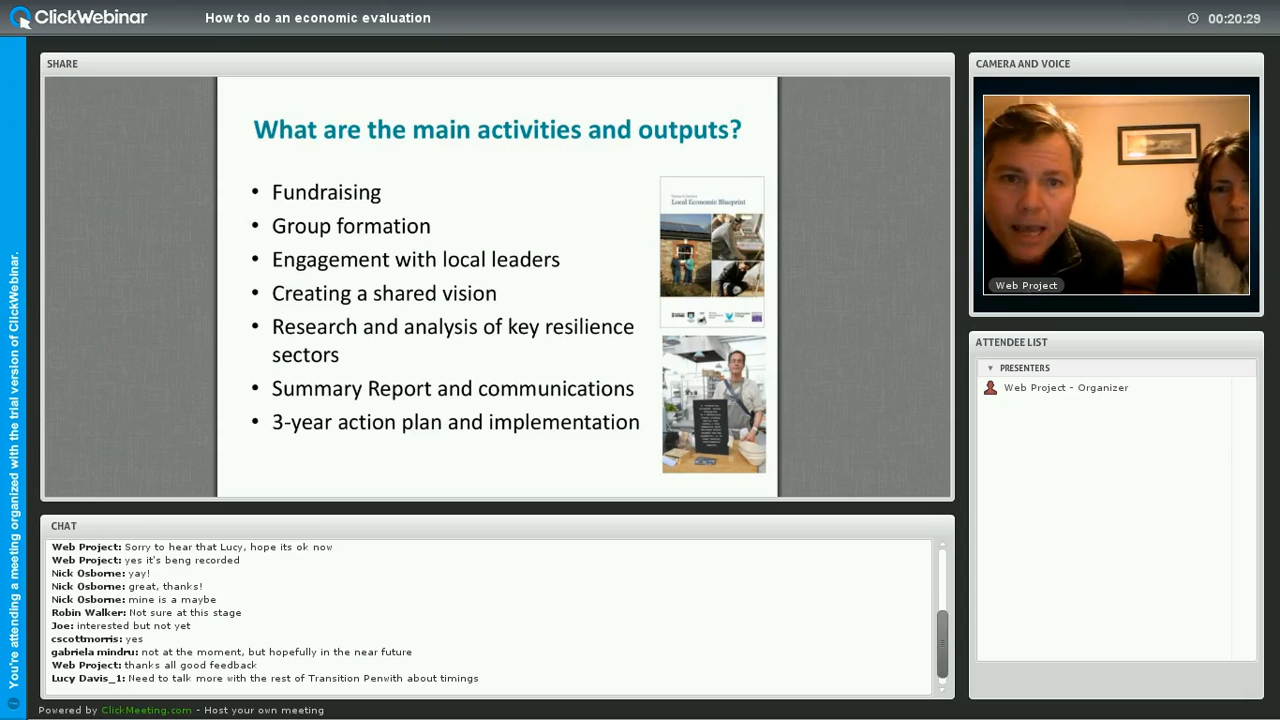 ClickWebinar
How to do an economic evaluation
00:20:29
SHARE
What are the main activities and outputs?
• Fundraising
• Group formation
• Engagement with local leaders
• Creating a shared vision
• Research and analysis of key resilience
sectors
• Summary Report and communications
• 3-year action plan and implementation
Local Economic Blueprint
CAMERA AND VOICE
Web Project
ATTENDEE LIST
PRESENTERS
Web Project - Organizer
CHAT
Web Project: Sorry to hear that Lucy, hope its ok now
Web Project: yes it's beng recorded
Nick Osborne: yay!
Nick Osborne: great, thanks!
Nick Osborne: mine is a maybe
Robin Walker: Not sure at this stage
Joe: interested but not yet
cscottmorris: yes
gabriela mindru: not at the moment, but hopefully in the near future
Web Project: thanks all good feedback
Lucy Davis_1: Need to talk more with the rest of Transition Penwith about timings
Powered by ClickMeeting.com - Host your own meeting
You're attending a meeting organized with the trial version of ClickWebinar.